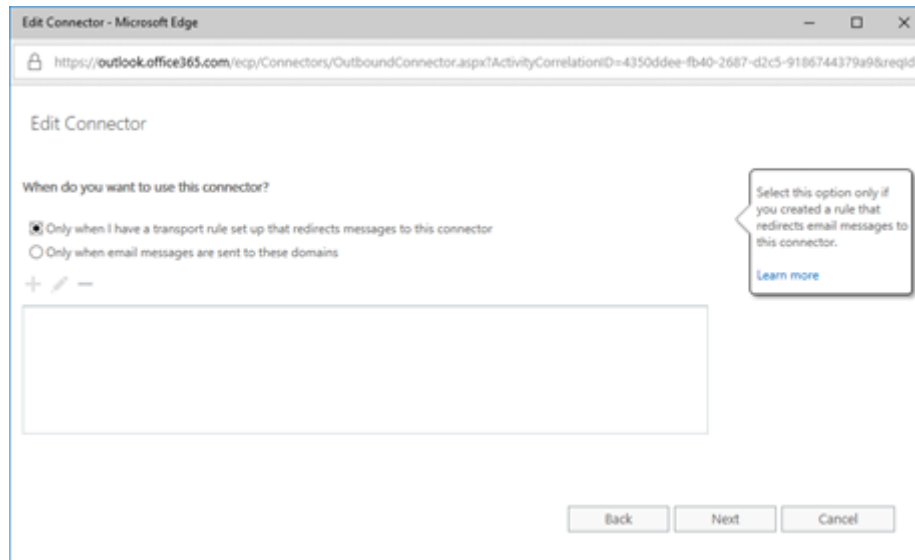 Edit Connector - Microsoft Edge
https://outlook.office365.com/ecp/Connectors/OutboundConnector.aspx?ActivityCorrelationID=4350ddee-fb40-2687-d2c5-9186744379a9&reqId
Edit Connector
When do you want to use this connector?
Only when I have a transport rule set up that redirects messages to this connector
Only when email messages are sent to these domains
Select this option only if
you created a rule that
redirects email messages to
this connector.
Learn more
Back
Next
Cancel